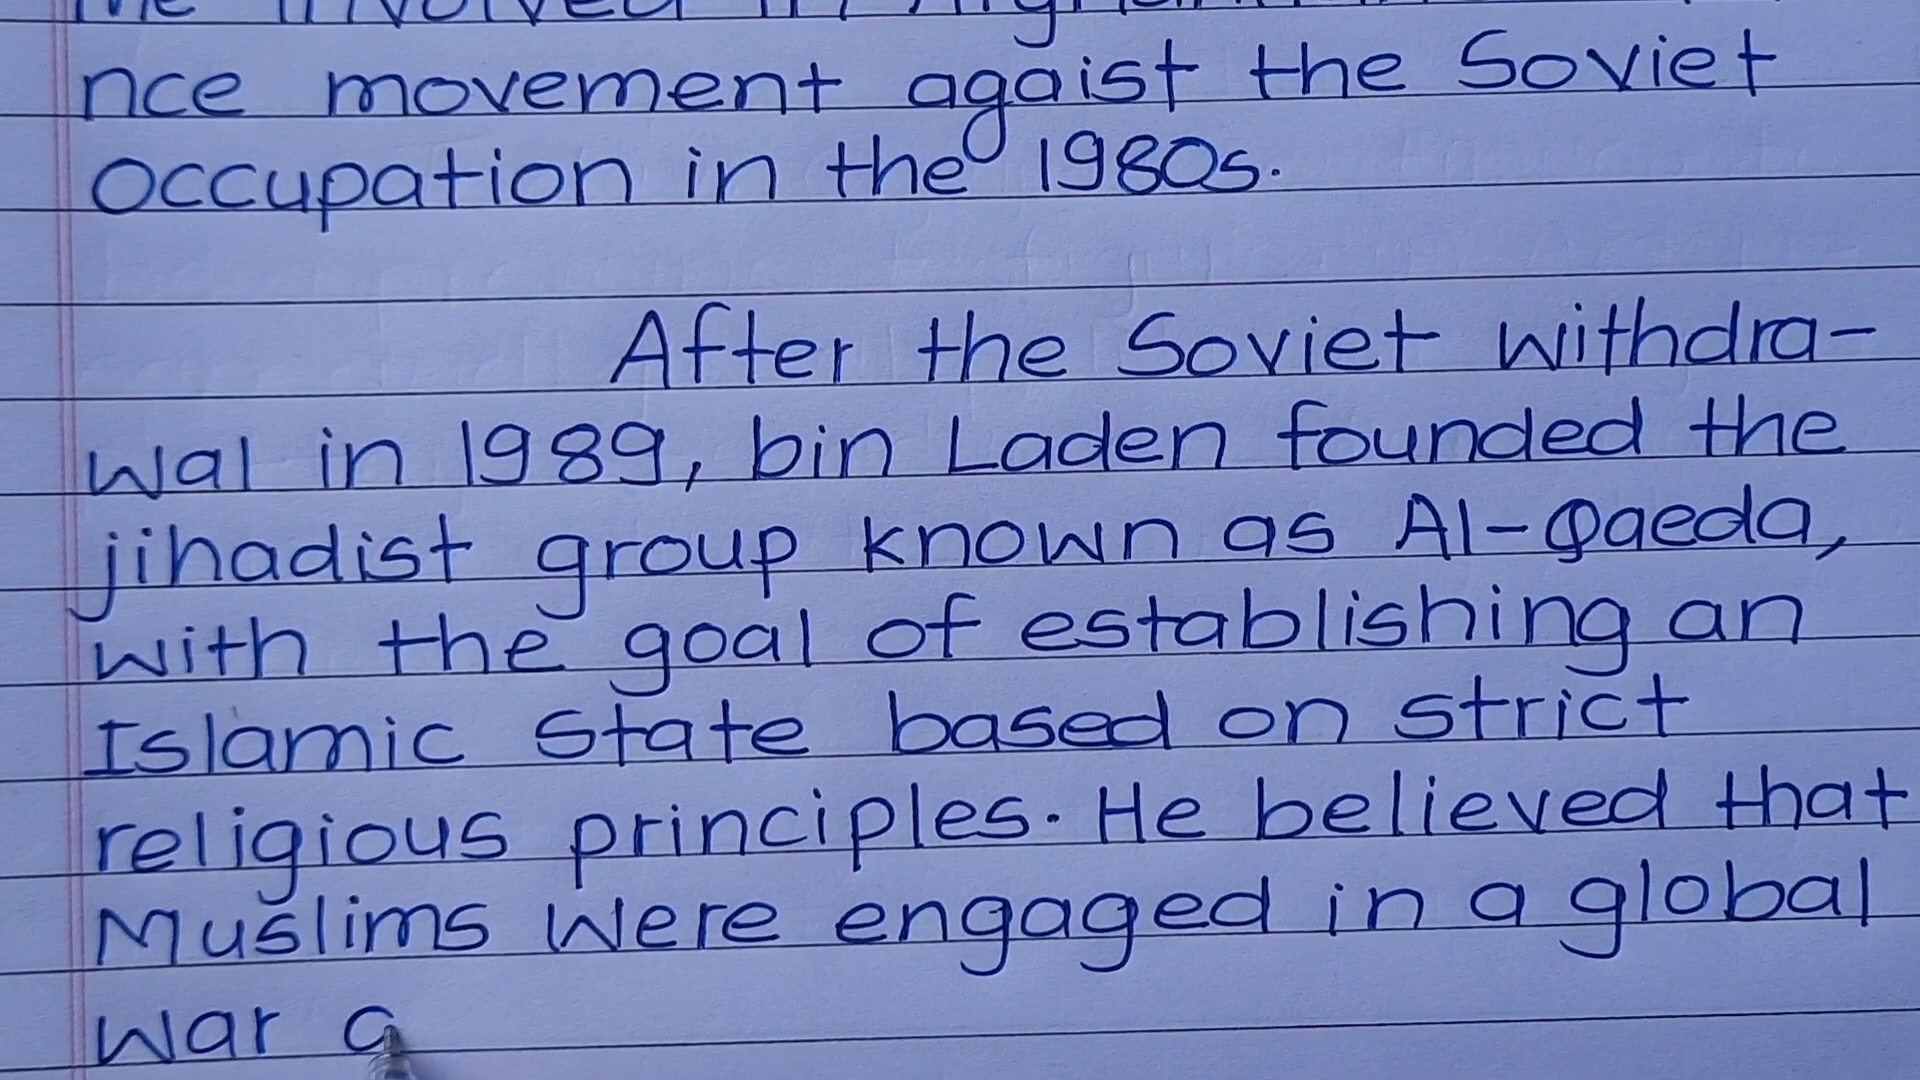 involved in
nce movement agaist the Soviet
occupation in the 1980s.
After the Soviet withdra-
wal in 1989, bin Laden founded the
jihadist group known as Al-Qaeda,
with the goal of establishing an
Islamic State based on strict
religious principles. He believed that
Muslims were engaged in a global
war a